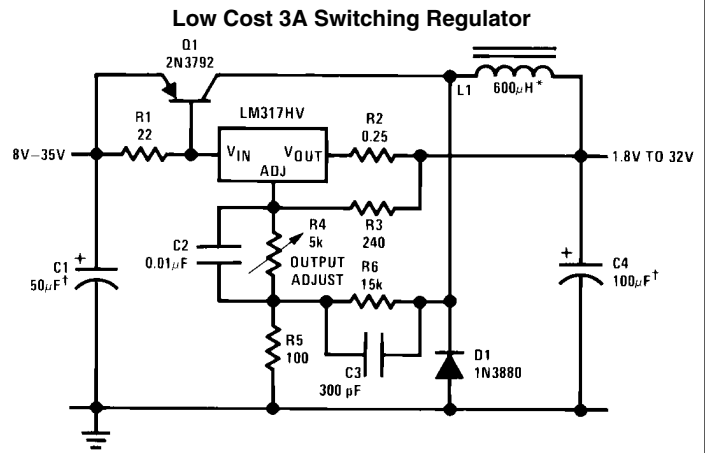 Low Cost 3A Switching Regulator
Q1
2N3792
L1
600μH*
R1
22
LM317HV
R2
0.25
8V–35V
VIN
VOUT
ADJ
1.8V TO 32V
R3
240
R4
5k
OUTPUT
ADJUST
C2
0.01μF
R6
15k
C1
50μF†
+
C4
100μF†
+
R5
100
C3
300 pF
D1
1N3880